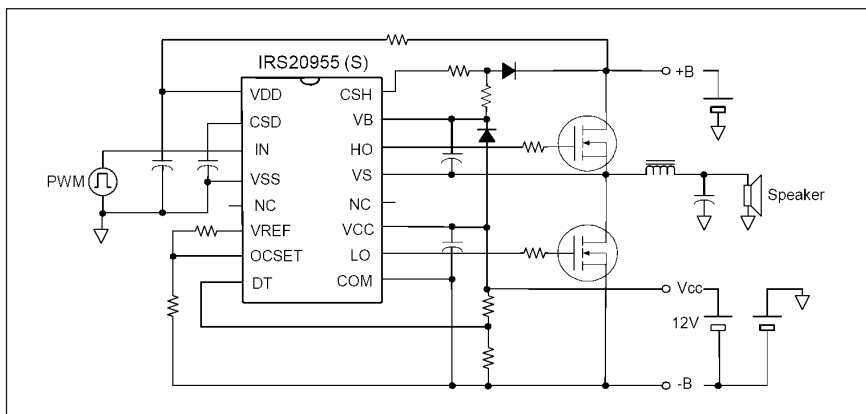 IRS20955 (S)
VDD
CSD
IN
VSS
NC
VREF
OCSET
DT
CSH
VB
HO
VS
NC
VCC
LO
COM
PWM
+B
Speaker
Vcc
12V
-B